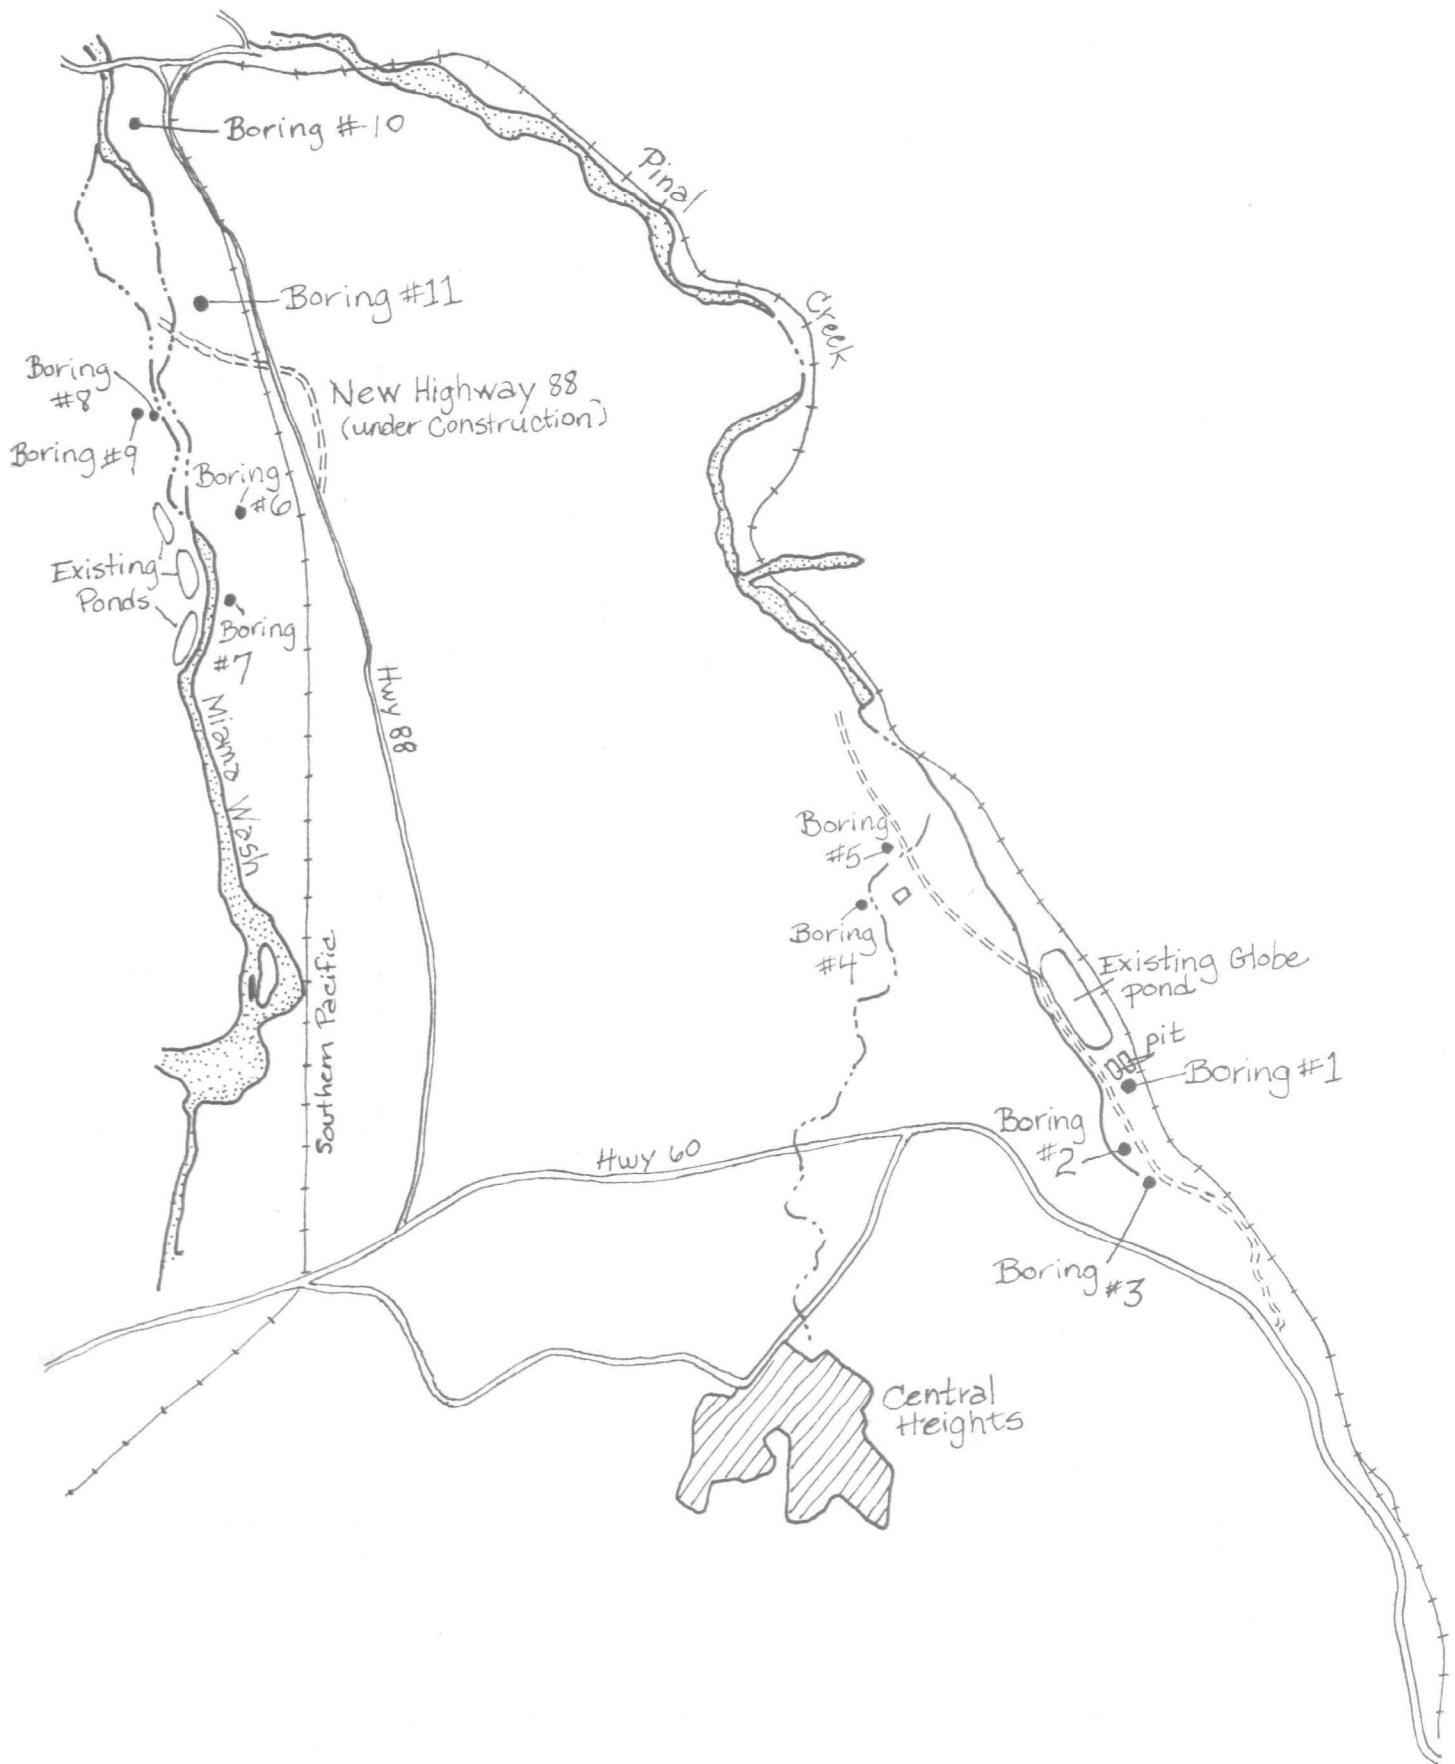 Boring #10
Pinal
Creek
Boring #11
Boring
#8
New Highway 88
(under Construction)
Boring #9
Boring
#6
Existing
Ponds
Boring
#7
Miama Wash
Hwy 88
Boring
#5
Boring
#4
Southern Pacific
Existing Globe
pond
pit
Boring #1
Boring
#2
Hwy 60
Boring #3
Central
Heights